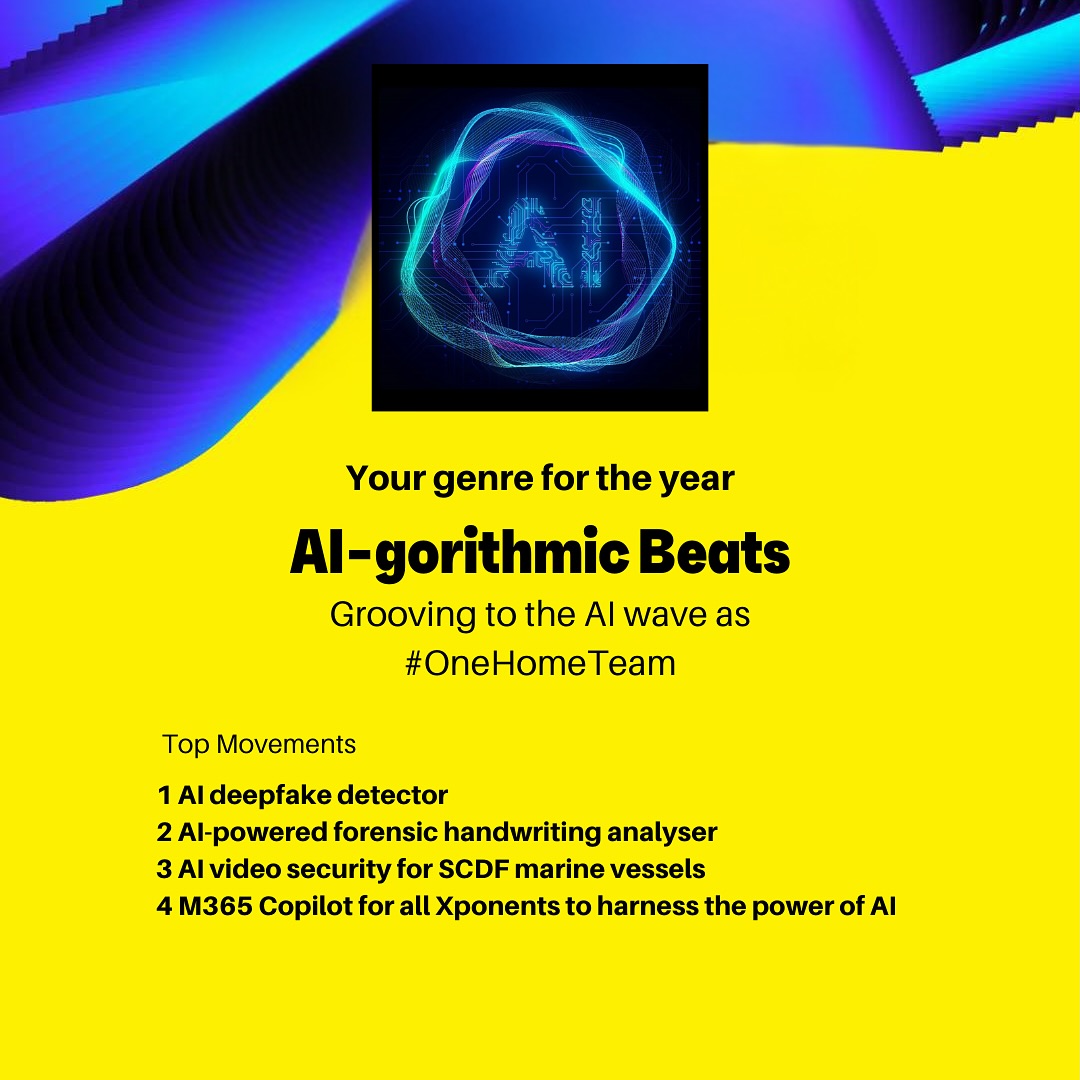 AI
Your genre for the year
AI-gorithmic Beats
Grooving to the AI wave as
#OneHomeTeam
Top Movements
1 AI deepfake detector
2 AI-powered forensic handwriting analyser
3 AI video security for SCDF marine vessels
4 M365 Copilot for all Xponents to harness the power of AI